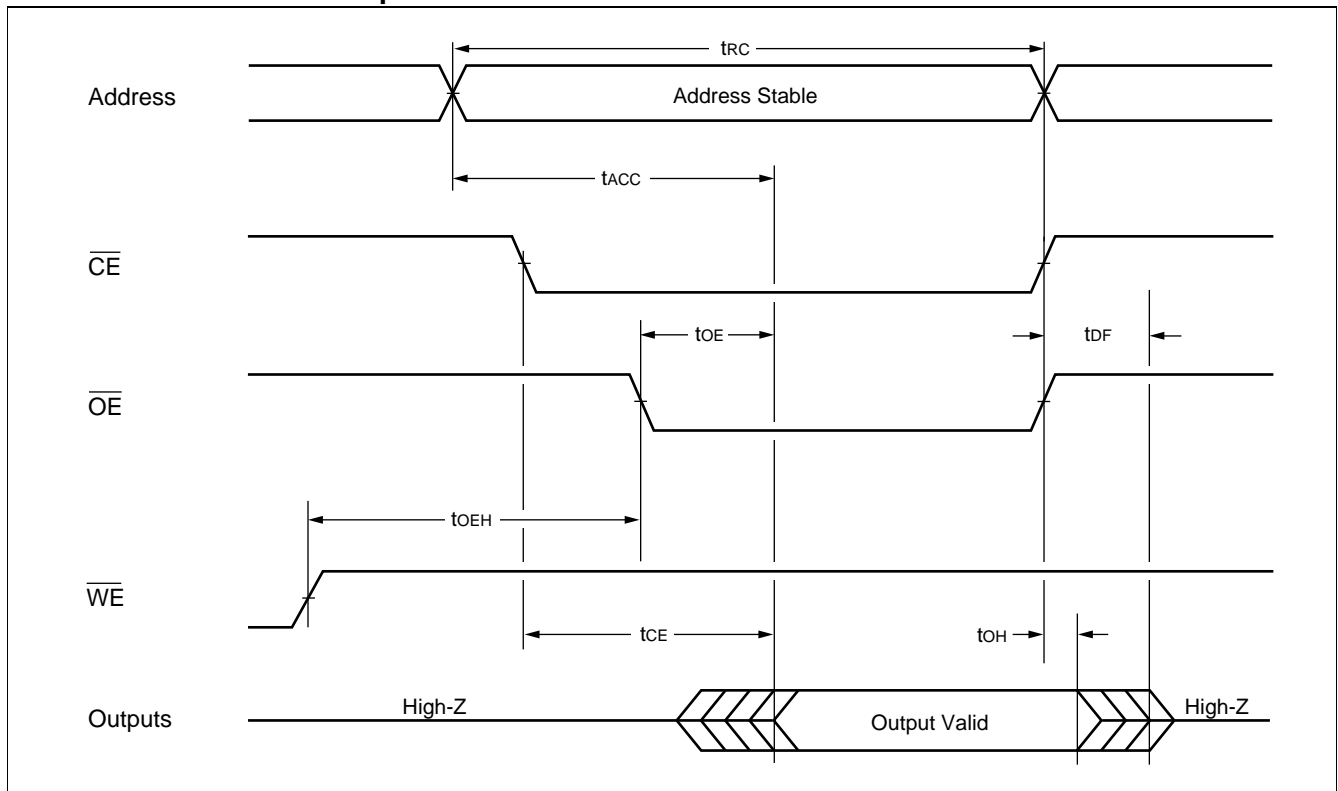 tRC
Address
Address Stable
tACC
CE
tOE
tDF
OE
tOEH
WE
tCE
tOH
Outputs
High-Z
Output Valid
High-Z